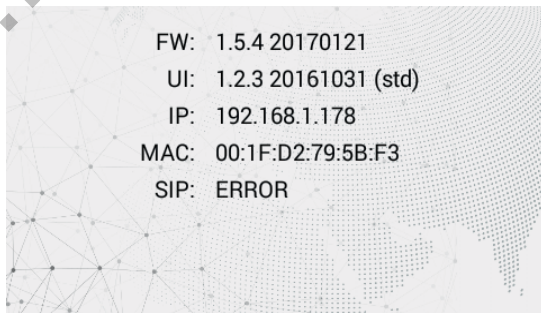 FW: 1.5.4 20170121
UI: 1.2.3 20161031 (std)
IP: 192.168.1.178
MAC: 00:1F:D2:79:5B:F3
SIP: ERROR